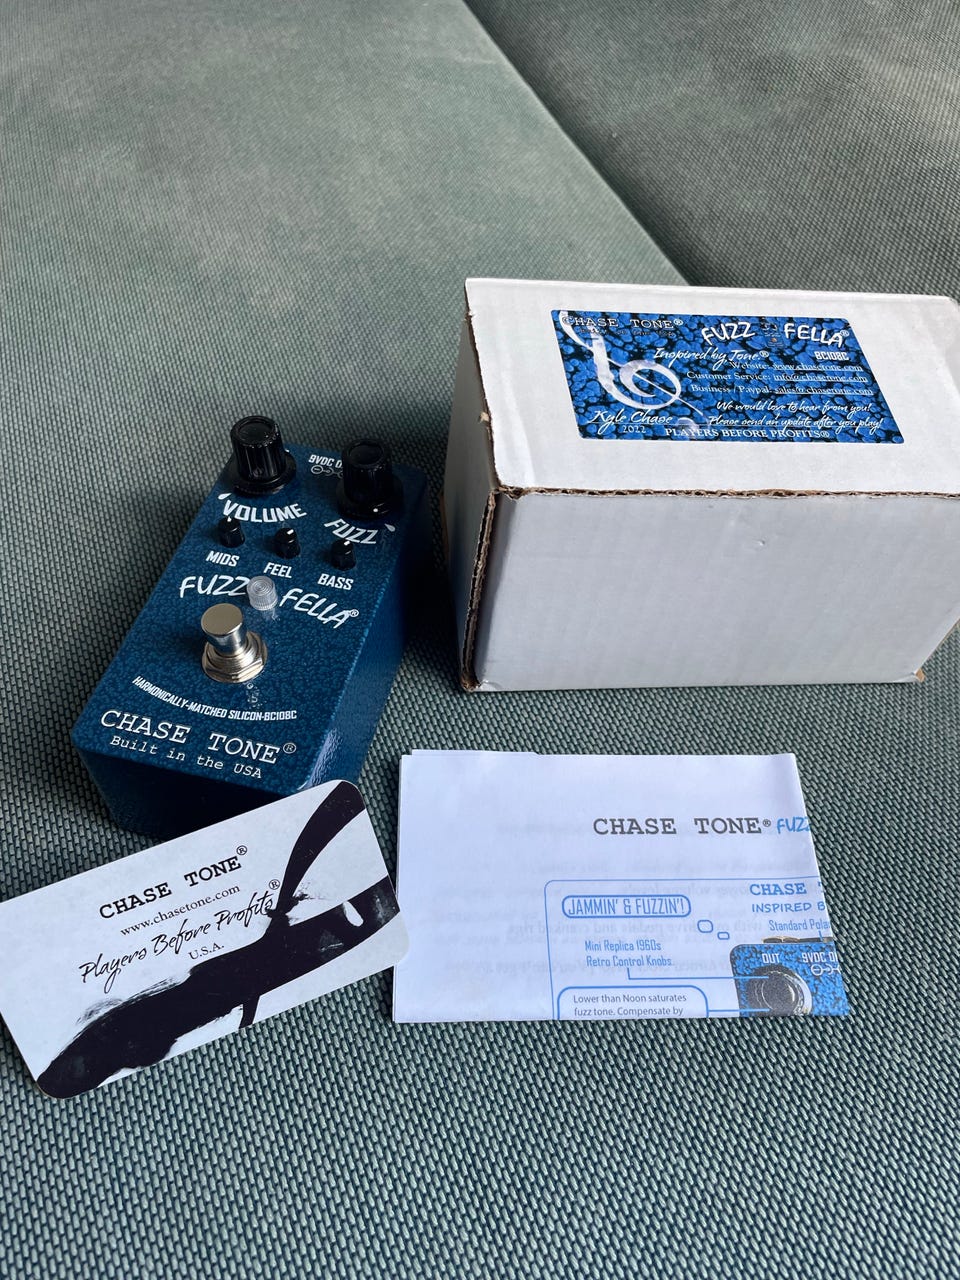 CHASE TONE®
FUZZ FELLA®
Inspired by Tone®
BC108C
Website: www.chasetone.com
Customer Service: info@chasetone.com
Business / Paypal: sales@chasetone.com
We would love to hear from you!
Please send an update after you play!
Kyle Chase
2022
PLAYERS BEFORE PROFITS®
9VDC
VOLUME
FUZZ
MIDS
FEEL
BASS
FUZZ FELLA®
HARMONICALLY-MATCHED SILICON-BC108C
CHASE TONE®
Built in the USA
CHASE TONE®
www.chasetone.com
Players Before Profits®
U.S.A.
CHASE TONE® FUZZ
CHASE
INSPIRED B
JAMMIN' & FUZZIN'!
Standard Pola
Mini Replica 1960s
Retro Control Knobs
OUT
9VDC
Lower than Noon saturates
fuzz tone. Compensate by